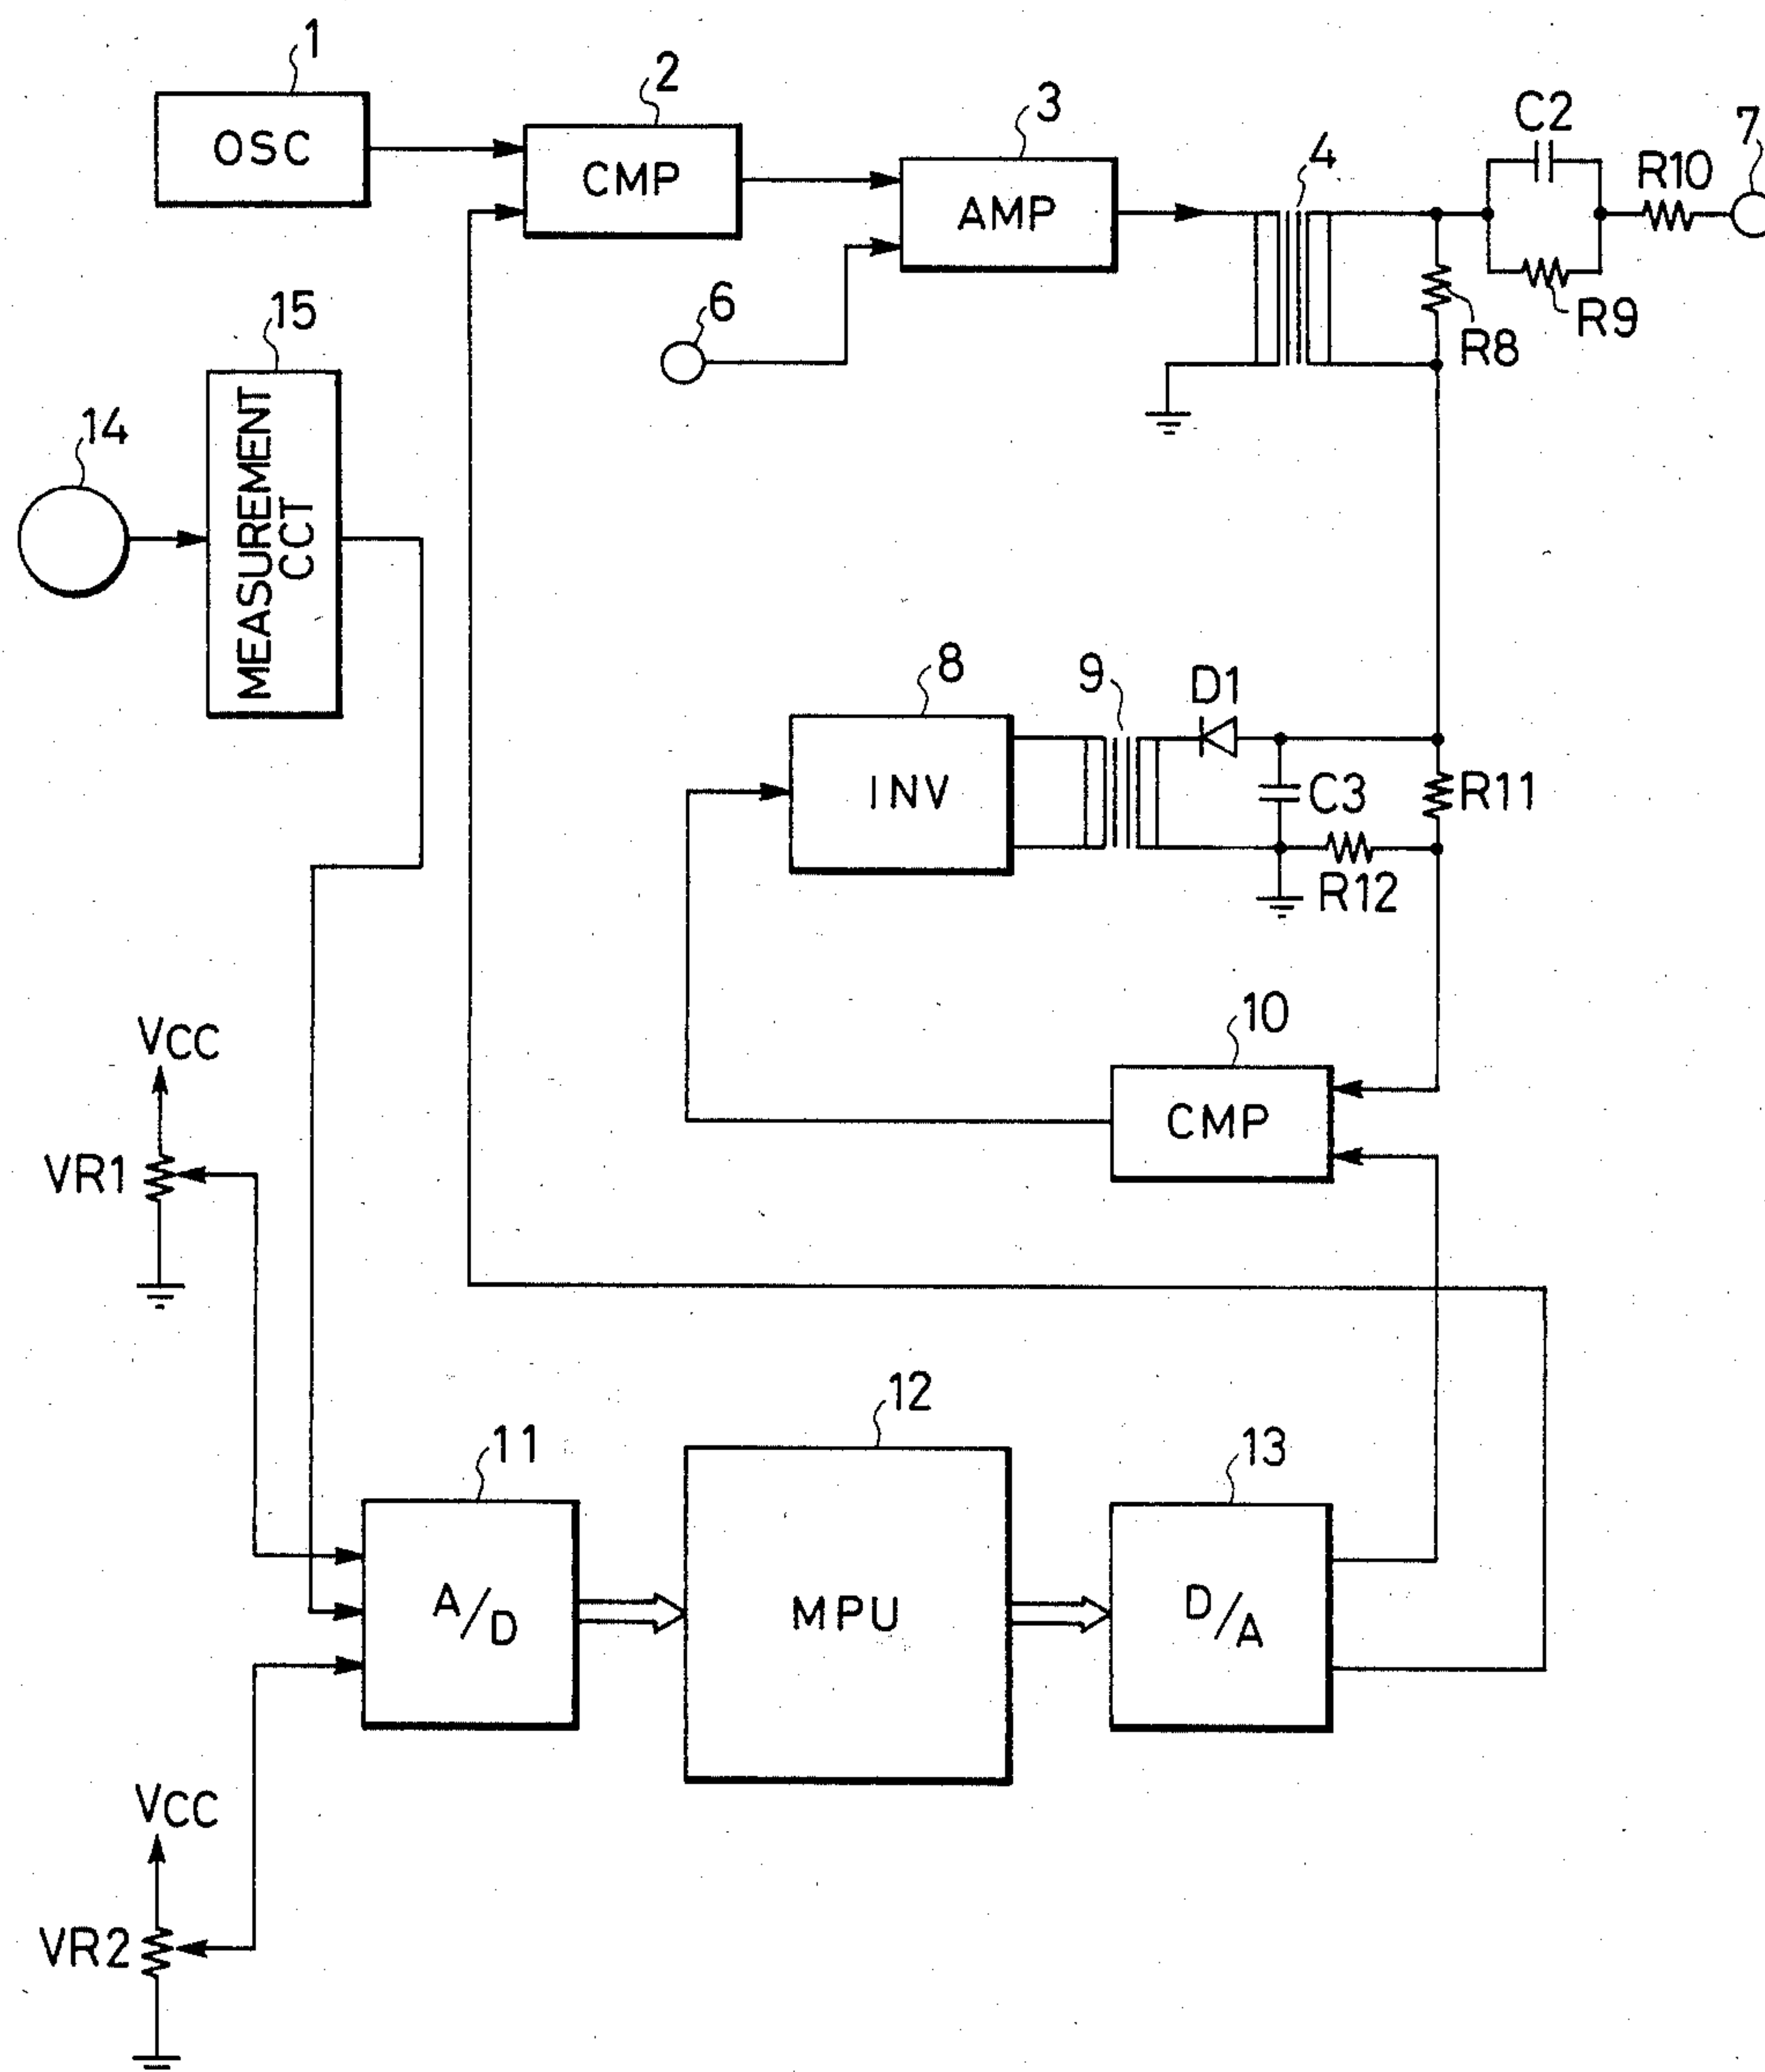 1
OSC
2
CMP
3
AMP
4
C2
R10
7
R9
R8
6
15
MEASUREMENT
CCT
14
8
INV
9
D1
C3
R11
R12
10
CMP
VCC
VR1
11
A/D
12
MPU
13
D/A
VCC
VR2